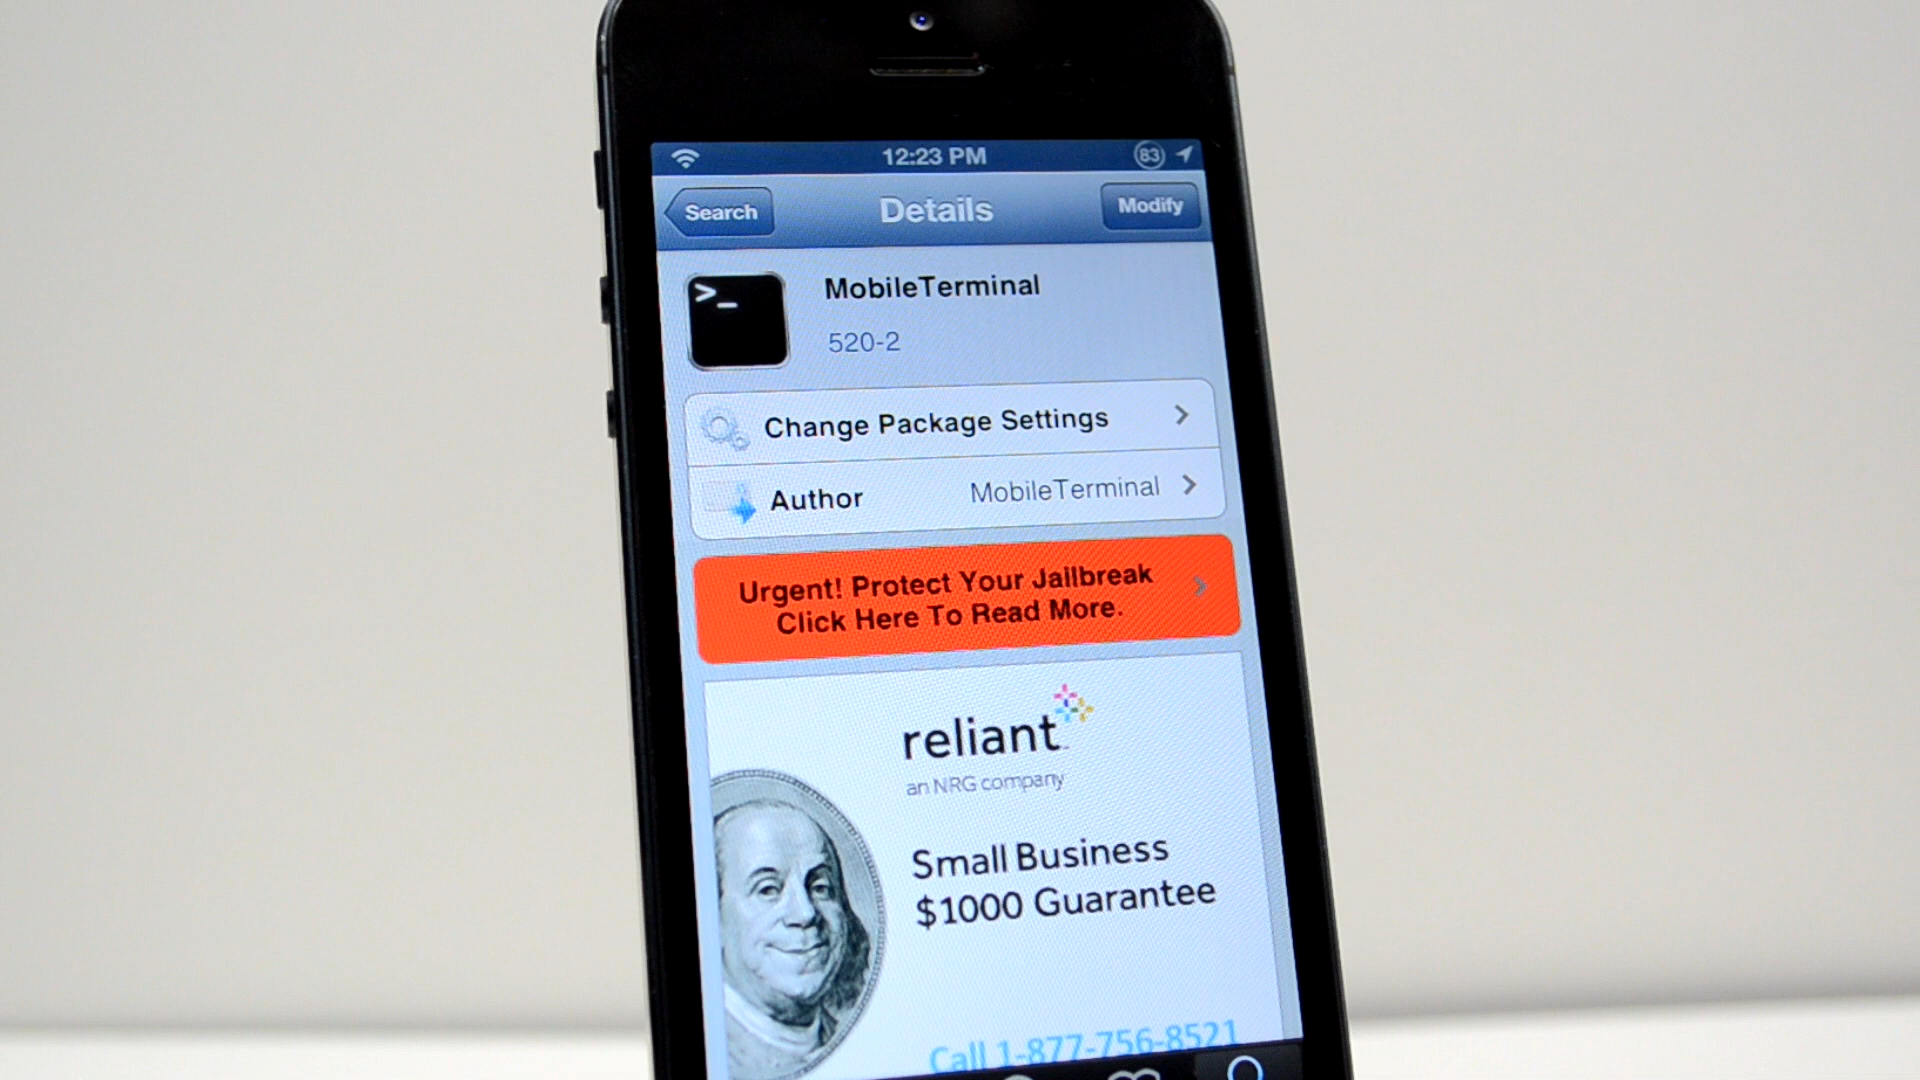 12:23 PM
83
Search
Details
Modify
>_
MobileTerminal
520-2
Change Package Settings
Author
MobileTerminal
Urgent! Protect Your Jailbreak
Click Here To Read More.
reliant
an NRG company
Small Business
$1000 Guarantee
Call 1-877-756-8521